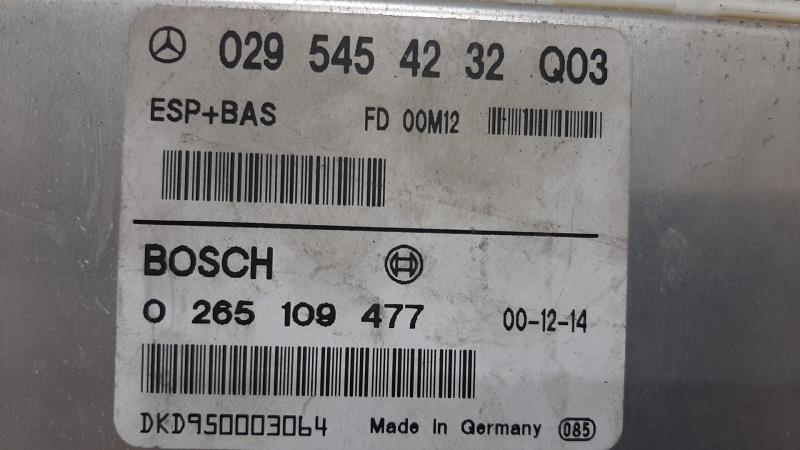 029 545 42 32 Q03
ESP+BAS FD 00M12
BOSCH
0 265 109 477 00-12-14
DKD950003064 Made in Germany 085